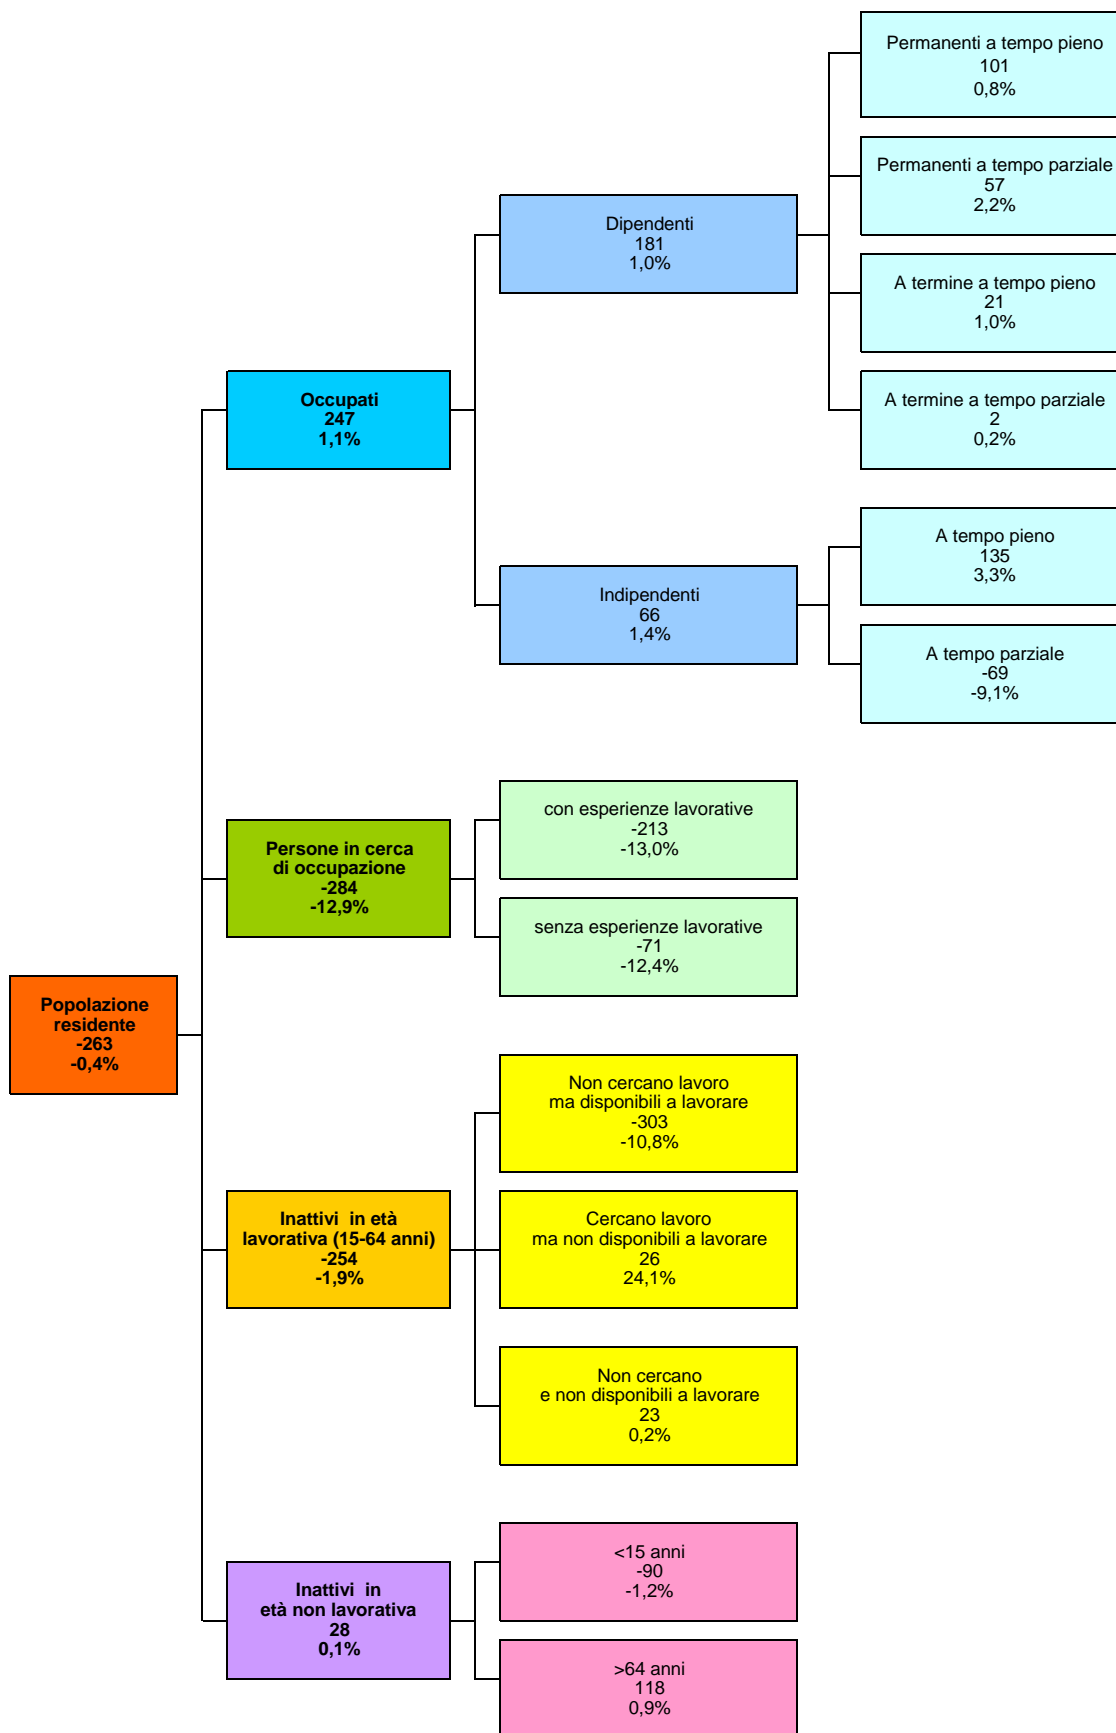 Permanenti a tempo pieno
101
0,8%
Permanenti a tempo parziale
57
2,2%
Dipendenti
181
1,0%
A termine a tempo pieno
21
1,0%
Occupati
247
1,1%
A termine a tempo parziale
2
0,2%
A tempo pieno
135
3,3%
Indipendenti
66
1,4%
A tempo parziale
-69
-9,1%
con esperienze lavorative
-213
-13,0%
Persone in cerca
di occupazione
-284
-12,9%
senza esperienze lavorative
-71
-12,4%
Popolazione
residente
-263
-0,4%
Non cercano lavoro
ma disponibili a lavorare
-303
-10,8%
Inattivi  in età
lavorativa (15-64 anni)
-254
-1,9%
Cercano lavoro
ma non disponibili a lavorare
26
24,1%
Non cercano
e non disponibili a lavorare
23
0,2%
<15 anni
-90
-1,2%
Inattivi  in
età non lavorativa
28
0,1%
>64 anni
118
0,9%